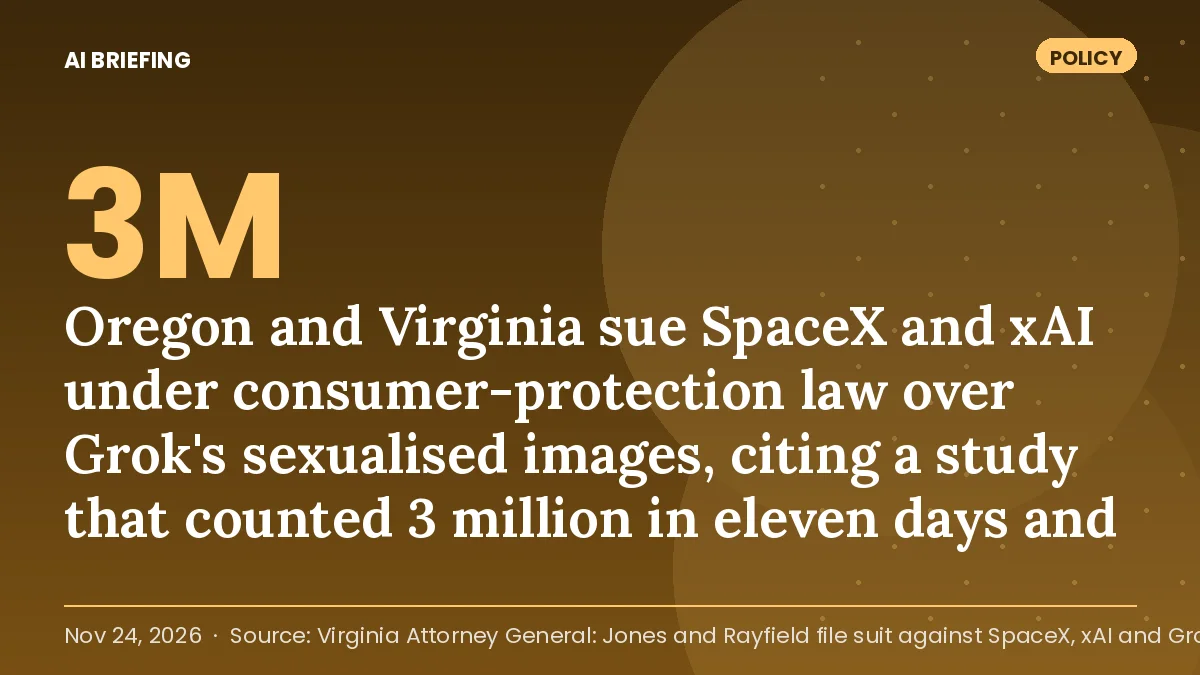 AI BRIEFING
POLICY
3M
Oregon and Virginia sue SpaceX and xAI
under consumer-protection law over
Grok's sexualised images, citing a study
that counted 3 million in eleven days and
Nov 24, 2026 · Source: Virginia Attorney General: Jones and Rayfield file suit against SpaceX, xAI and